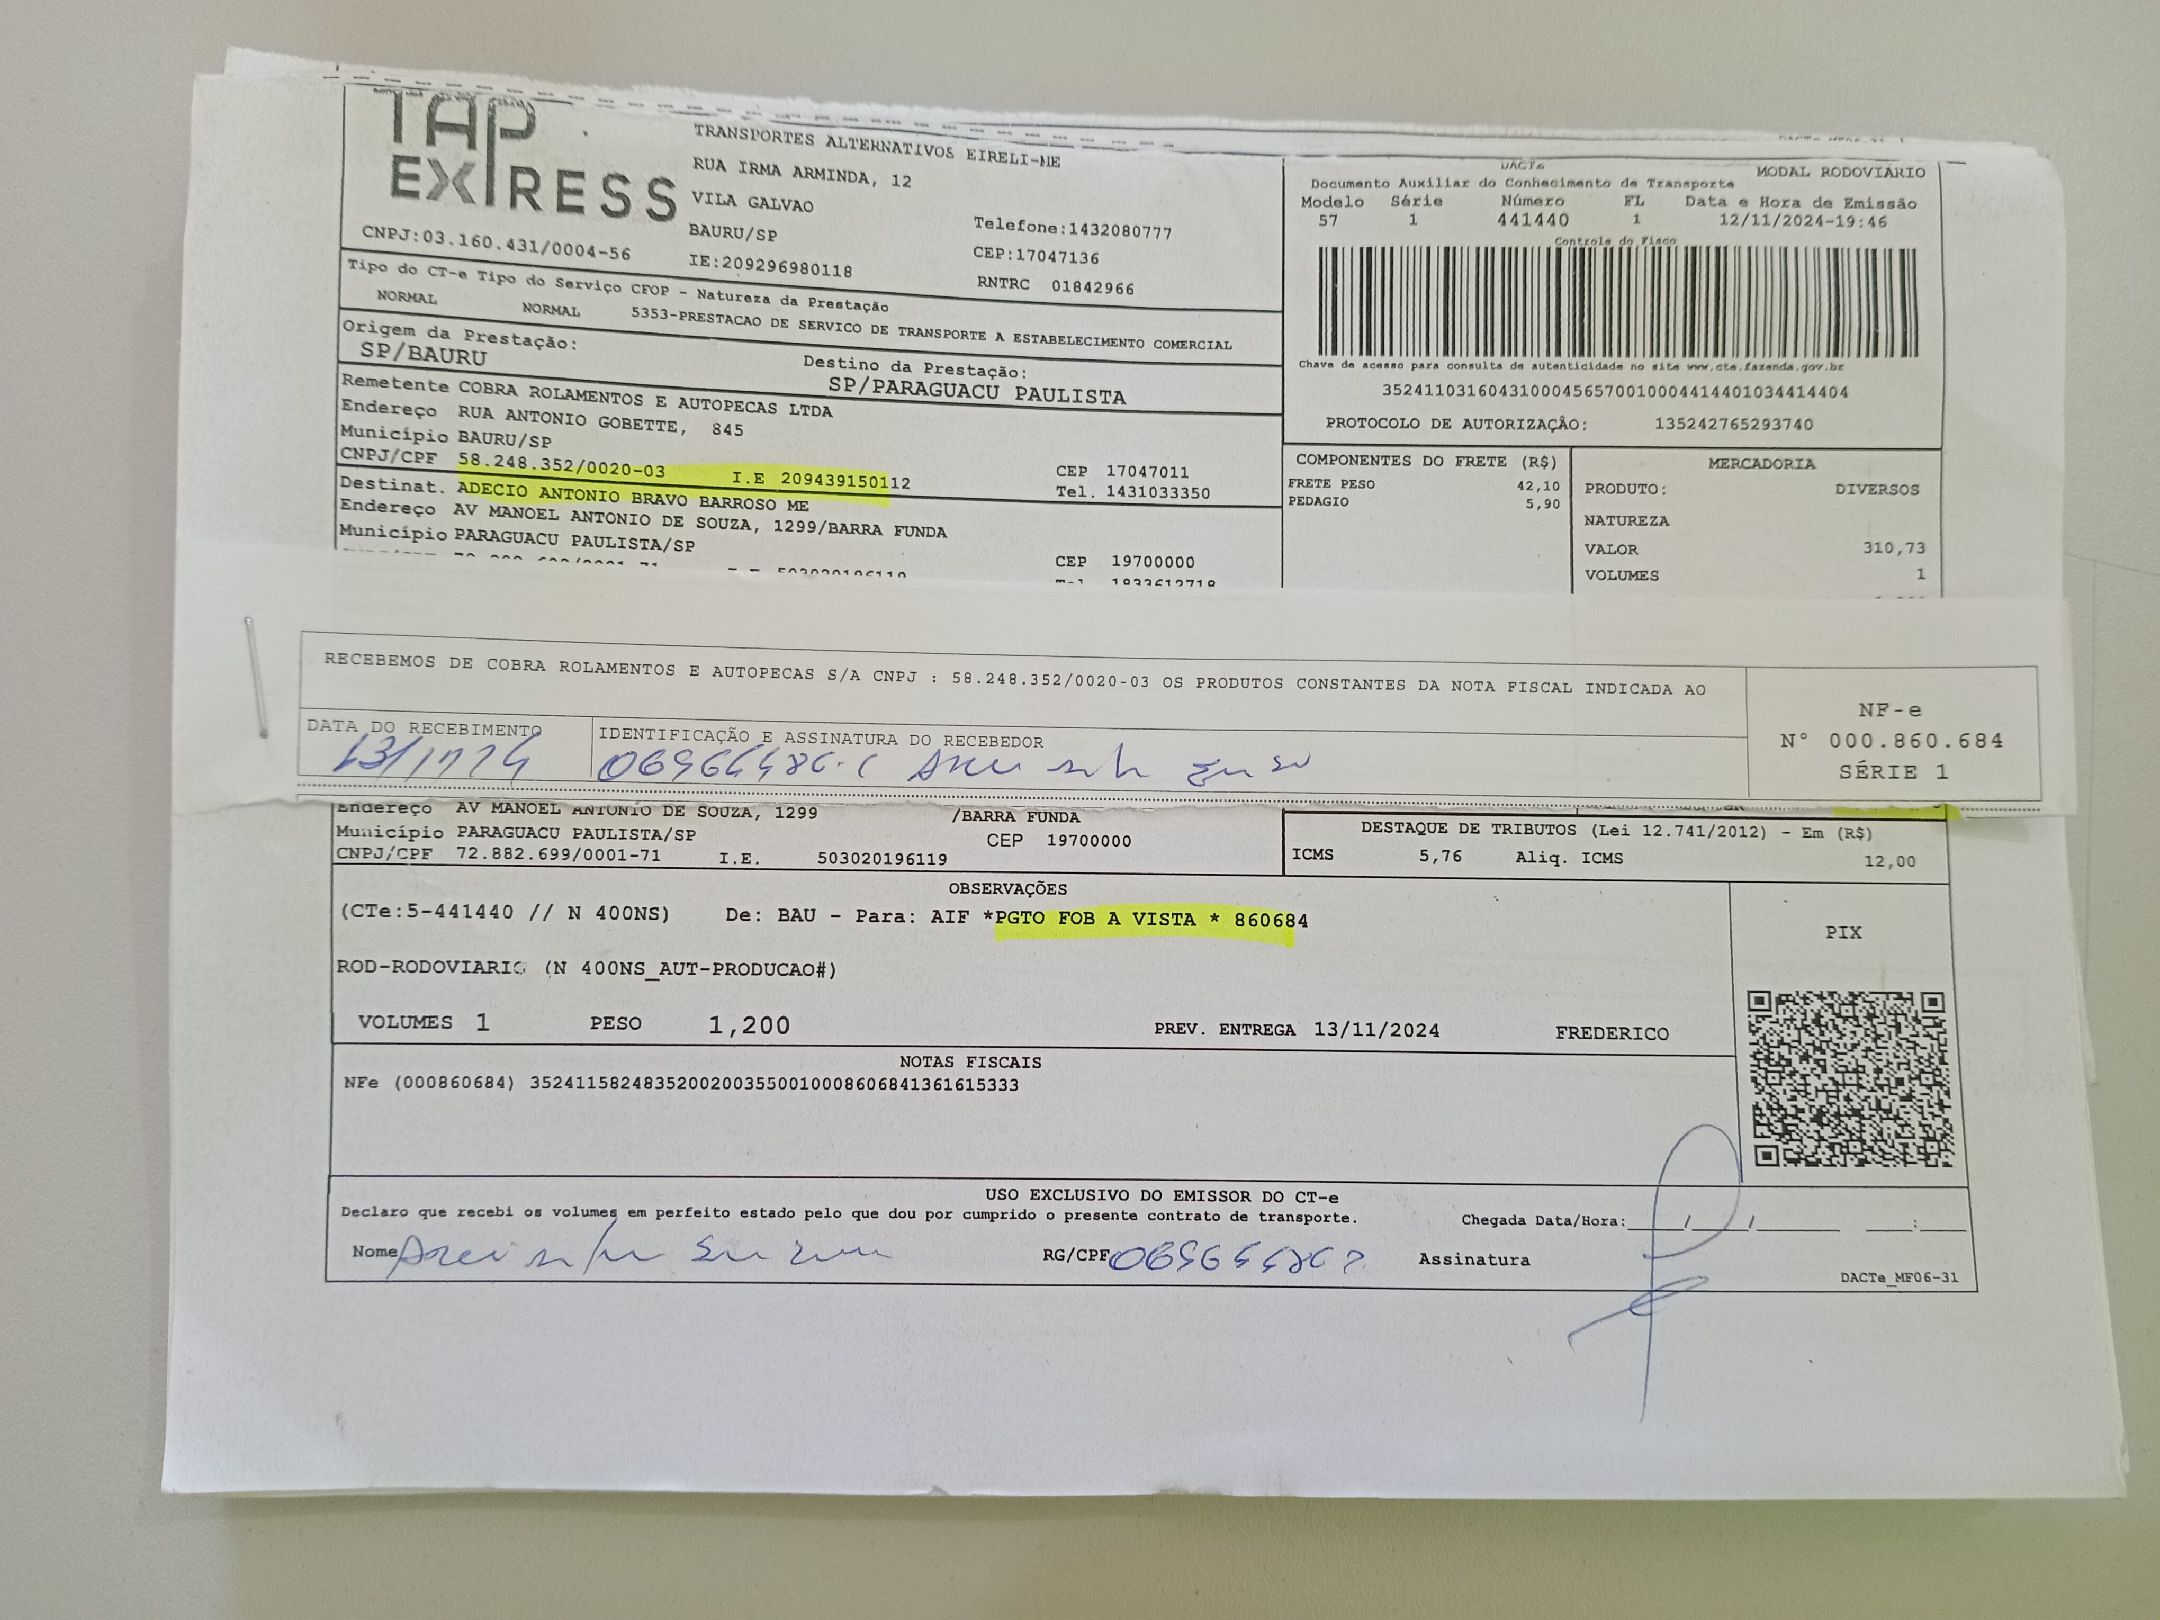 TAP
EXPRESS
CNPJ:03.160.431/0004-56
TRANSPORTES ALTERNATIVOS EIRELI-ME
RUA IRMA ARMINDA, 12
VILA GALVAO
BAURU/SP
IE:209296980118
Telefone:1432080777
CEP:17047136
RNTRC 01842966
Tipo do CT-e Tipo do Serviço CFOP - Natureza da Prestação
NORMAL NORMAL 5353-PRESTACAO DE SERVICO DE TRANSPORTE A ESTABELECIMENTO COMERCIAL
Origem da Prestação:
SP/BAURU
Destino da Prestação:
SP/PARAGUACU PAULISTA
Remetente COBRA ROLAMENTOS E AUTOPECAS LTDA
Endereço RUA ANTONIO GOBETTE, 845
Município BAURU/SP
CNPJ/CPF 58.248.352/0020-03 I.E 209439150112
CEP 17047011
Tel. 1431033350
Destinat. ADECIO ANTONIO BRAVO BARROSO ME
Endereço AV MANOEL ANTONIO DE SOUZA, 1299/BARRA FUNDA
Município PARAGUACU PAULISTA/SP
CEP 19700000
DACTe MODAL RODOVIÁRIO
Documento Auxiliar do Conhecimento de Transporte
Modelo Série Número FL Data e Hora de Emissão
57 1 441440 1 12/11/2024-19:46
Controle do Fisco
Chave de acesso para consulta de autenticidade no site www.cte.fazenda.gov.br
35241103160431000456570010004414401034414404
PROTOCOLO DE AUTORIZAÇÃO: 135242765293740
COMPONENTES DO FRETE (R$)
FRETE PESO 42,10
PEDAGIO 5,90
MERCADORIA
PRODUTO: DIVERSOS
NATUREZA
VALOR 310,73
VOLUMES 1
RECEBEMOS DE COBRA ROLAMENTOS E AUTOPECAS S/A CNPJ : 58.248.352/0020-03 OS PRODUTOS CONSTANTES DA NOTA FISCAL INDICADA AO
DATA DO RECEBIMENTO
IDENTIFICAÇÃO E ASSINATURA DO RECEBEDOR
NF-e
N° 000.860.684
SÉRIE 1
Endereço AV MANOEL ANTONIO DE SOUZA, 1299 /BARRA FUNDA
Município PARAGUACU PAULISTA/SP CEP 19700000
CNPJ/CPF 72.882.699/0001-71 I.E. 503020196119
DESTAQUE DE TRIBUTOS (Lei 12.741/2012) - Em (R$)
ICMS 5,76 Aliq. ICMS 12,00
OBSERVAÇÕES
(CTe:5-441440 // N 400NS) De: BAU - Para: AIF *PGTO FOB A VISTA * 860684
ROD-RODOVIARIO (N 400NS_AUT-PRODUCAO#)
PIX
VOLUMES 1 PESO 1,200 PREV. ENTREGA 13/11/2024 FREDERICO
NOTAS FISCAIS
NFe (000860684) 35241158248352002003550010008606841361615333
USO EXCLUSIVO DO EMISSOR DO CT-e
Declaro que recebi os volumes em perfeito estado pelo que dou por cumprido o presente contrato de transporte.
Chegada Data/Hora:____/____/______ ___:___
Nome RG/CPF Assinatura
DACTe_MF06-31